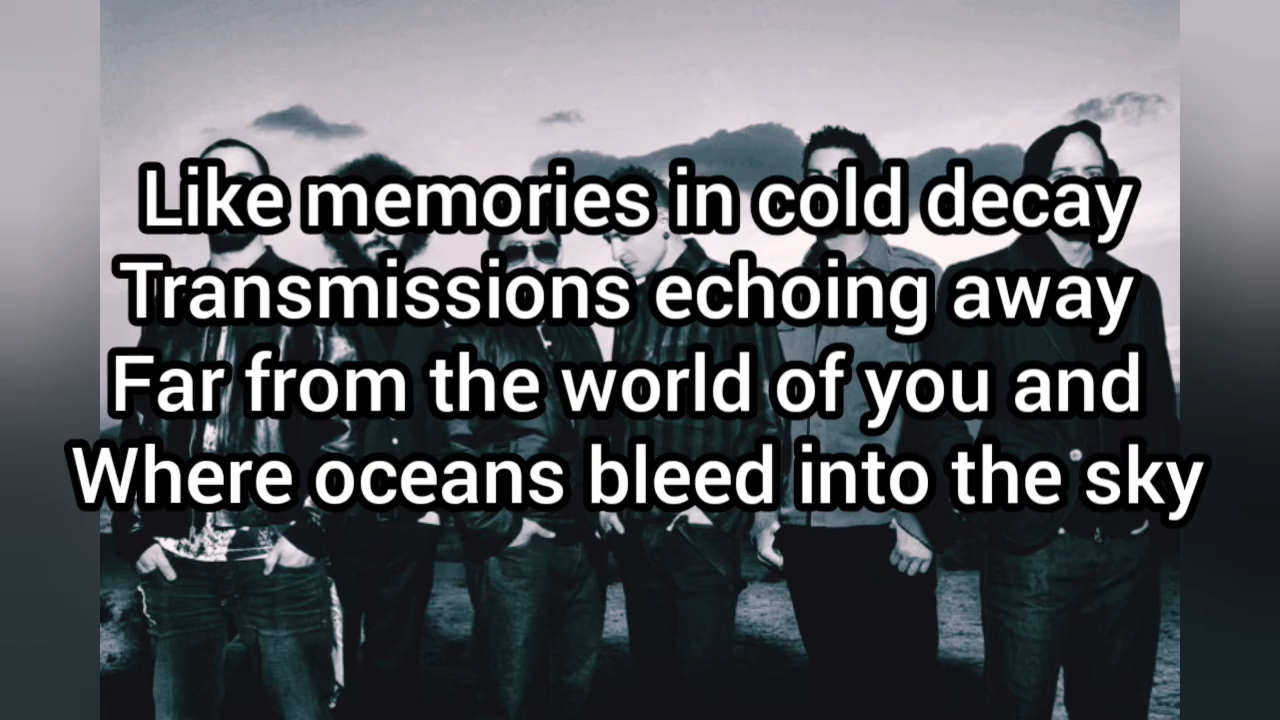 Like memories in cold decay
Transmissions echoing away
Far from the world of you and
Where oceans bleed into the sky